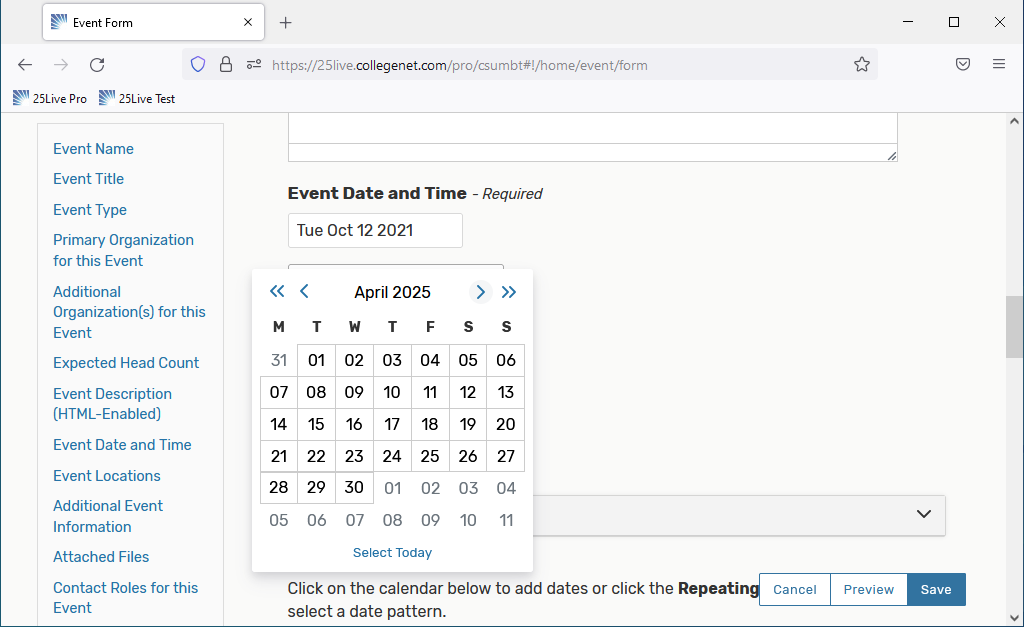 Event Form
https://25live.collegenet.com/pro/csumbt#!/home/event/form
25Live Pro 25Live Test
Event Name
Event Title
Event Type
Primary Organization
for this Event
Additional
Organization(s) for this
Event
Expected Head Count
Event Description
(HTML-Enabled)
Event Date and Time
Event Locations
Additional Event
Information
Attached Files
Contact Roles for this
Event
Event Date and Time - Required
Tue Oct 12 2021
April 2025
M T W T F S S
31 01 02 03 04 05 06
07 08 09 10 11 12 13
14 15 16 17 18 19 20
21 22 23 24 25 26 27
28 29 30 01 02 03 04
05 06 07 08 09 10 11
Select Today
Click on the calendar below to add dates or click the Repeating
select a date pattern.
Cancel Preview Save